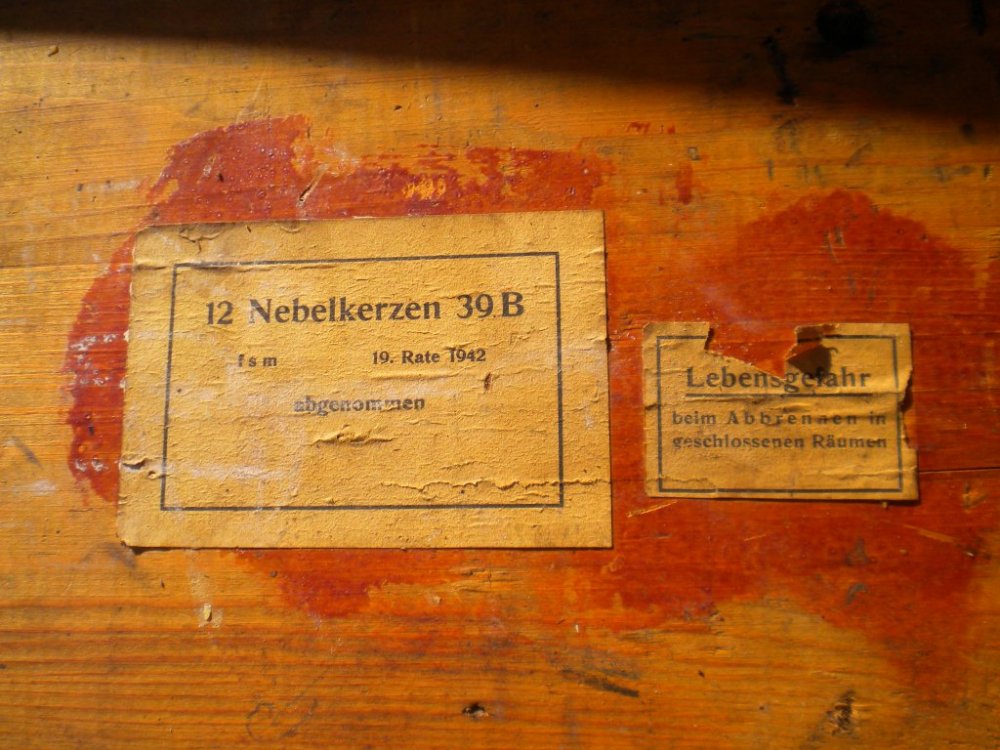 12 Nebelkerzen 39 B
fsm 19. Rate 1942
abgenommen
Lebensgefahr
beim Abbrennen in
geschlossenen Räumen